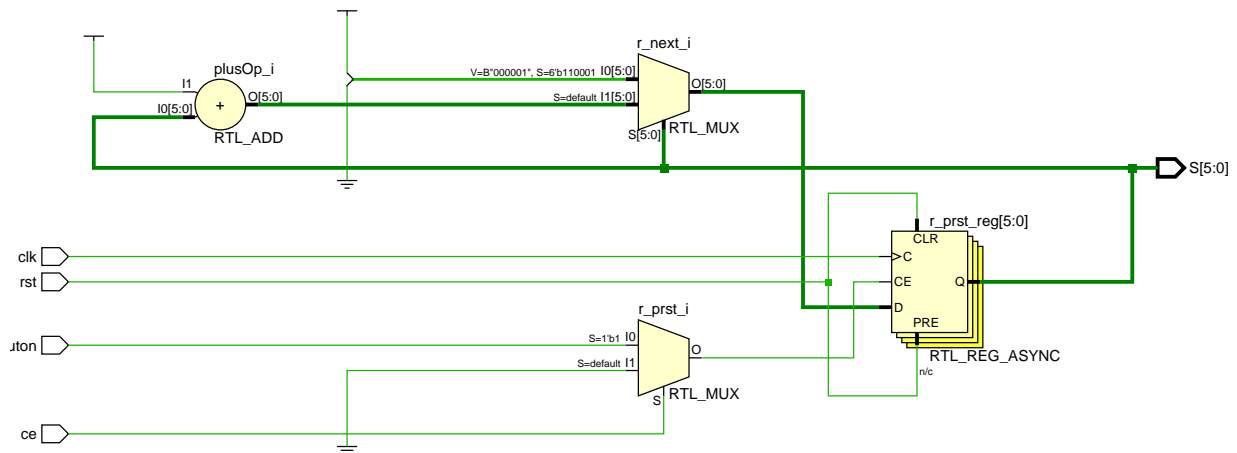 r_next_i
plusOp_i
V=B"000001", S=6'b110001 I0[5:0]
O[5:0]
I1
O[5:0]
S=default I1[5:0]
I0[5:0]
+
RTL_ADD
S[5:0]
RTL_MUX
S[5:0]
r_prst_reg[5:0]
CLR
clk
C
rst
CE
Q
r_prst_i
D
PRE
S=1'b1 I0
uton
O
RTL_REG_ASYNC
S=default I1
n/c
RTL_MUX
S
ce